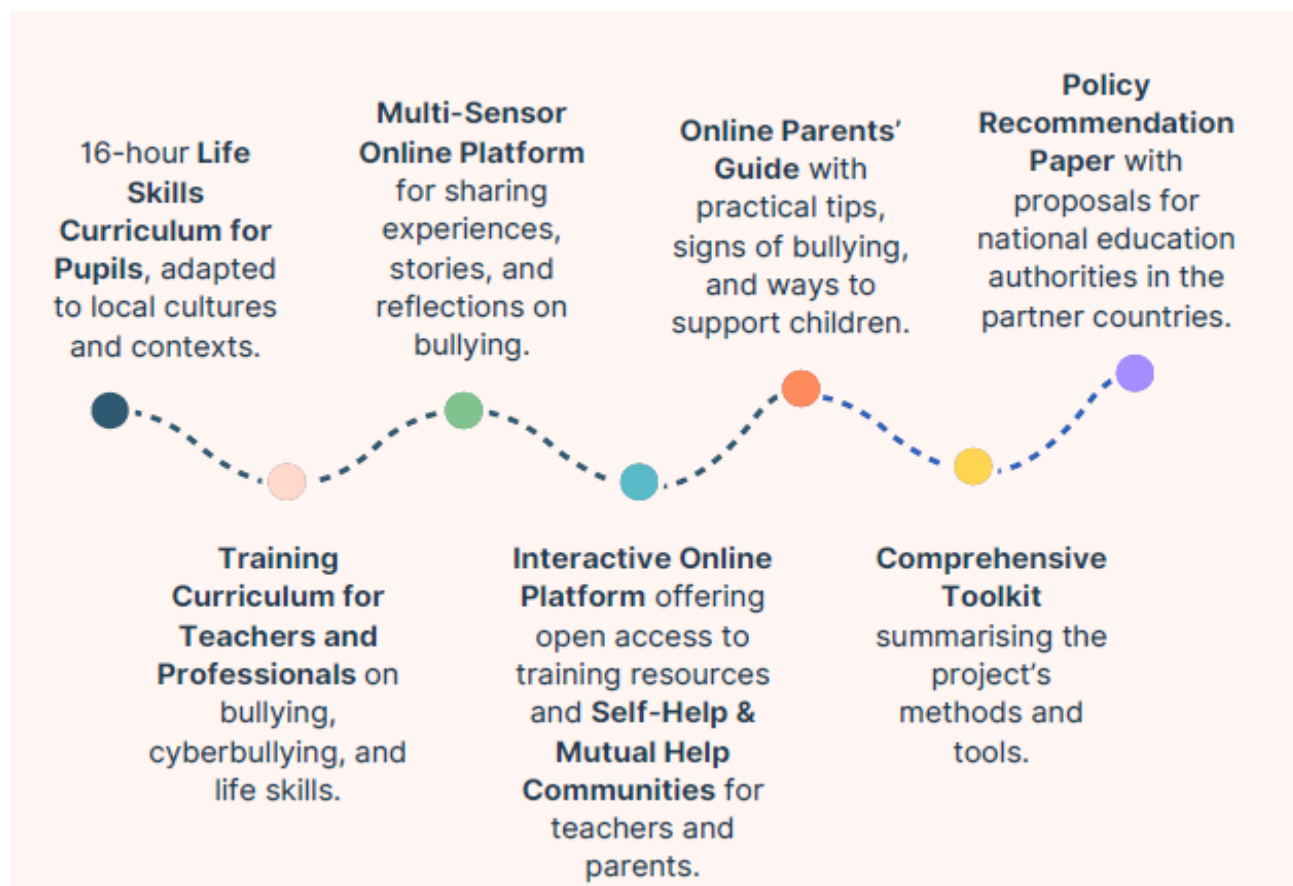 16-hour Life
Skills
Curriculum for
Pupils, adapted
to local cultures
and contexts.
Training
Curriculum for
Teachers and
Professionals on
bullying,
cyberbullying, and
life skills.
Multi-Sensor
Online Platform
for sharing
experiences,
stories, and
reflections on
bullying.
Interactive Online
Platform offering
open access to
training resources
and Self-Help &
Mutual Help
Communities for
teachers and
parents.
Online Parents’
Guide with
practical tips,
signs of bullying,
and ways to
support children.
Comprehensive
Toolkit
summarising the
project’s
methods and
tools.
Policy
Recommendation
Paper with
proposals for
national education
authorities in the
partner countries.